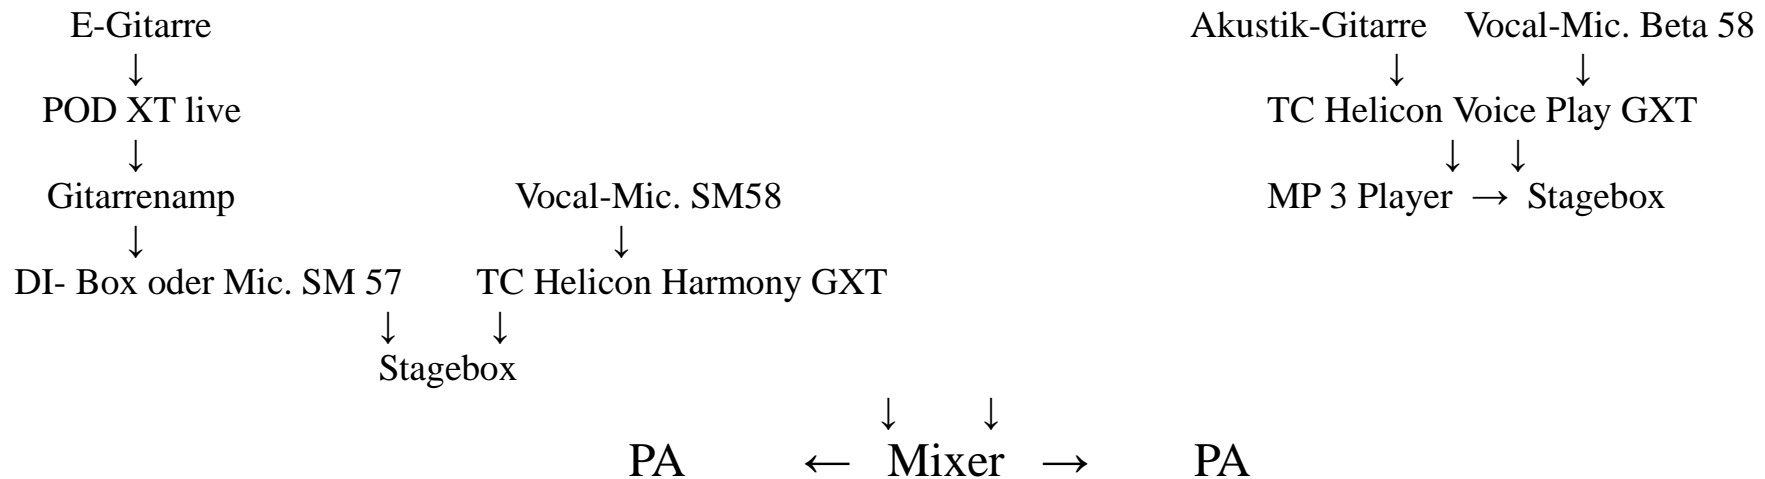 E-Gitarre Akustik-Gitarre Vocal-Mic. Beta 58
↓ ↓ ↓
POD XT live TC Helicon Voice Play GXT
↓ ↓ ↓
Gitarrenamp Vocal-Mic. SM58 MP 3 Player → Stagebox
↓ ↓
DI- Box oder Mic. SM 57 TC Helicon Harmony GXT
↓ ↓
Stagebox
↓ ↓
PA ← Mixer → PA